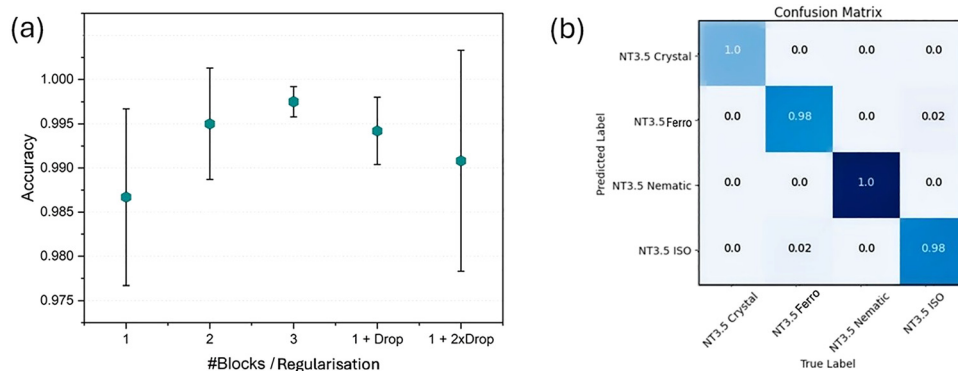 (a)
Accuracy
1.000
0.995
0.990
0.985
0.980
0.975
1 2 3 1 + Drop 1 + 2xDrop
#Blocks / Regularisation
(b)
Confusion Matrix
Predicted Label
NT3.5 Crystal 1.0 0.0 0.0 0.0
NT3.5 Ferro 0.0 0.98 0.0 0.02
NT3.5 Nematic 0.0 0.0 1.0 0.0
NT3.5 ISO 0.0 0.02 0.0 0.98
NT3.5 Crystal NT3.5 Ferro NT3.5 Nematic NT3.5 ISO
True Label